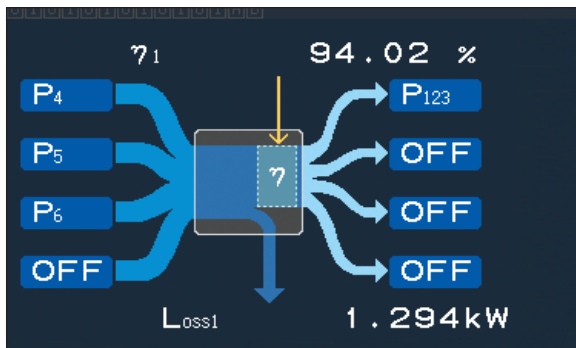 η1 94.02 %
P4 P123
P5 OFF
η
P6 OFF
OFF OFF
Loss1 1.294kW